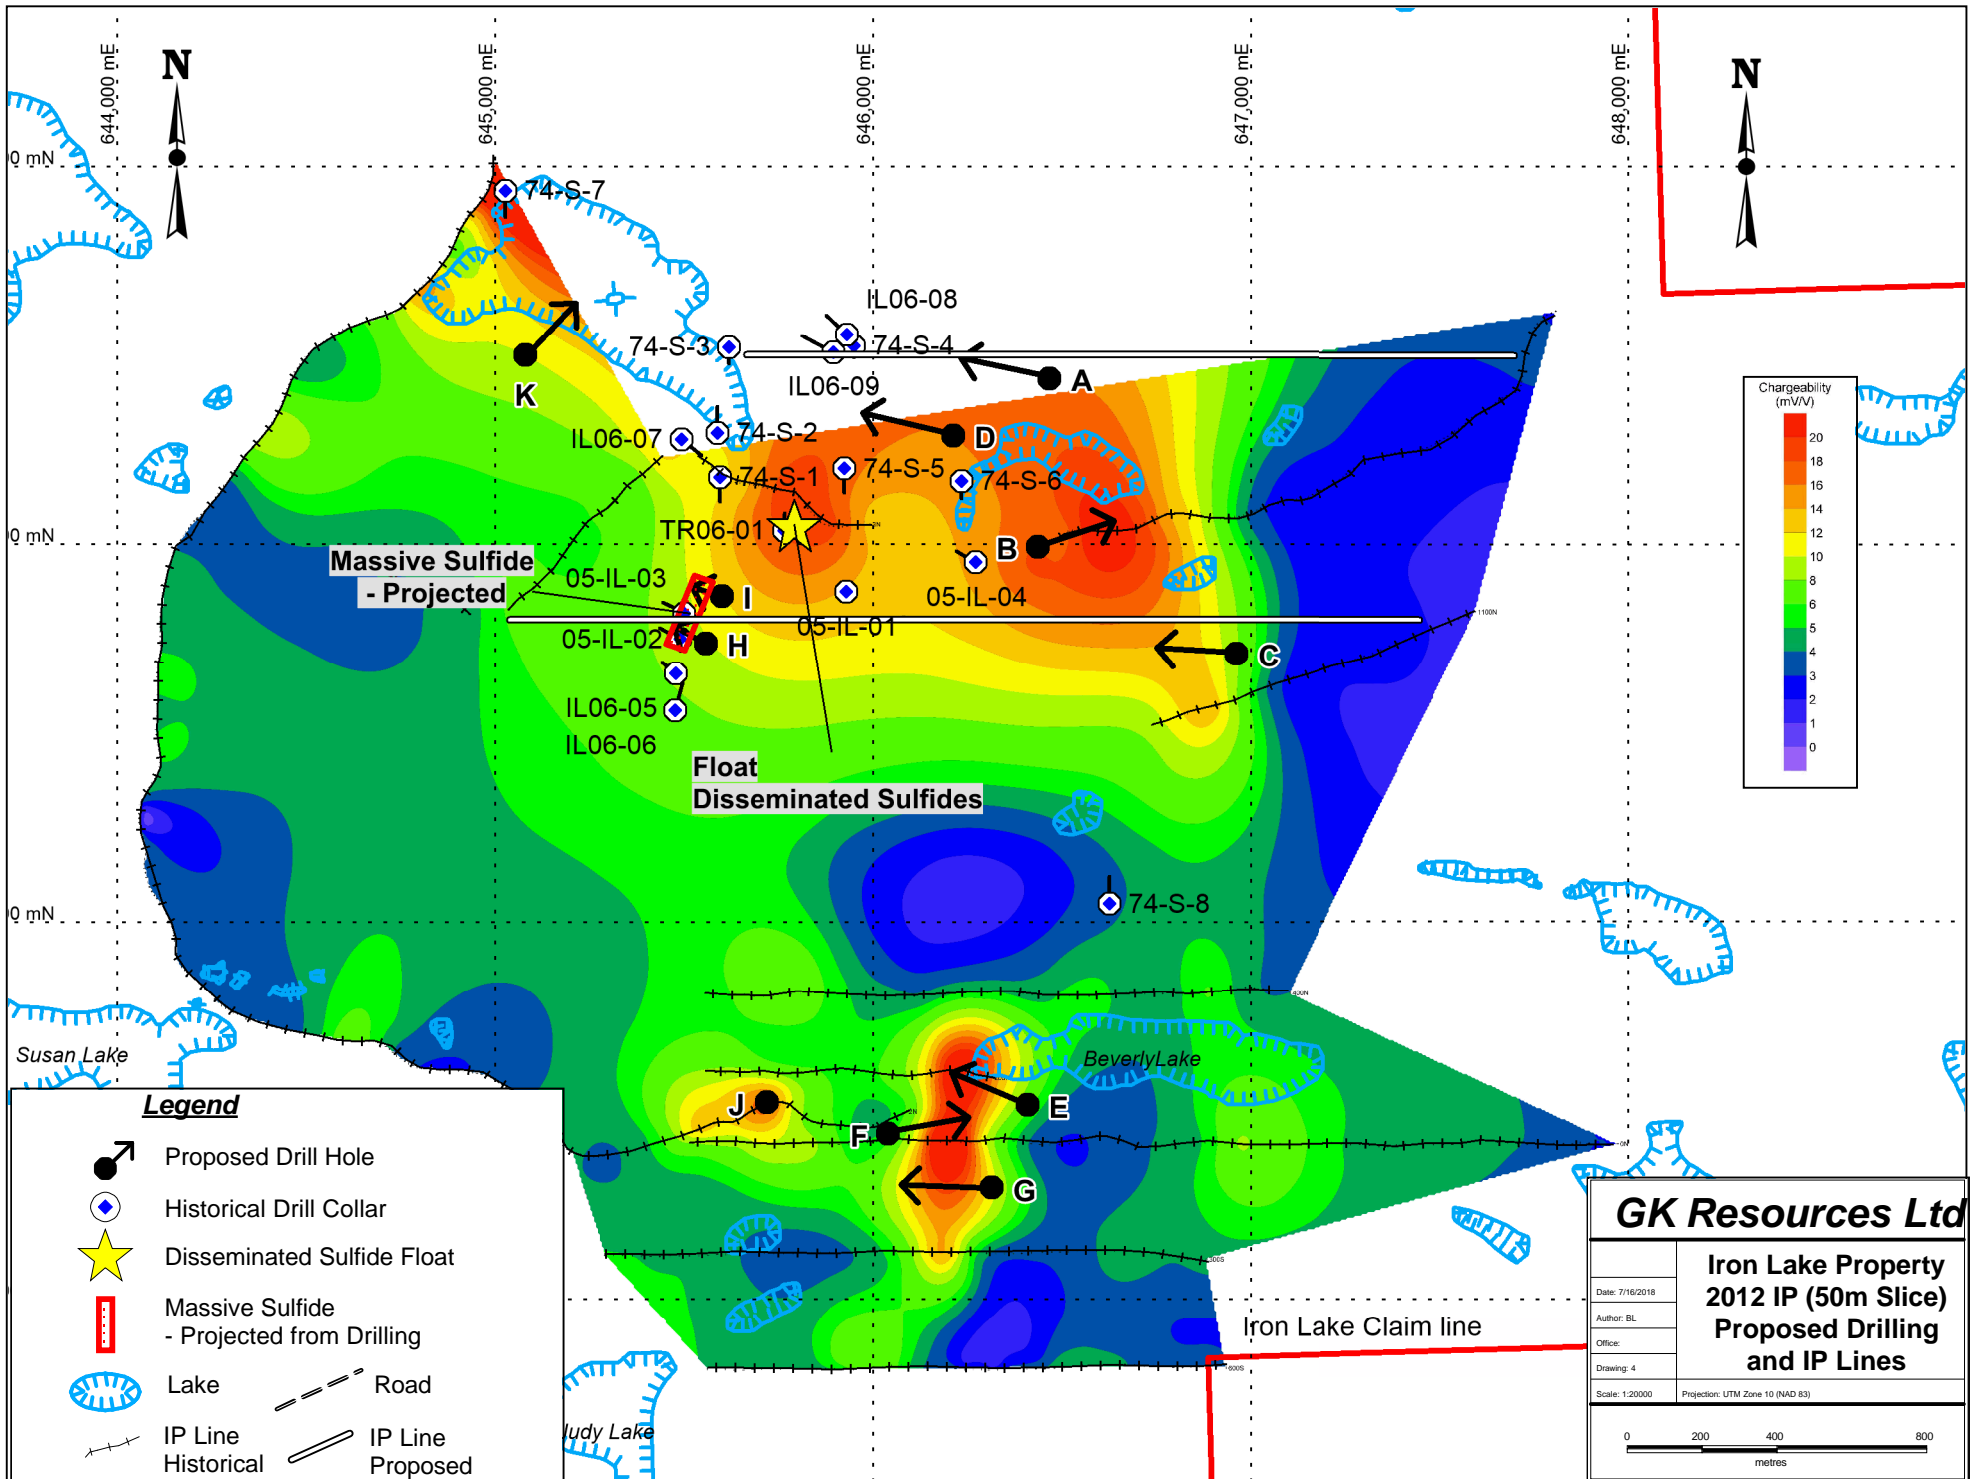 644,000 mE
645,000 mE
646,000 mE
647,000 mE
648,000 mE
N
N
0 mN
74-S-7
IL06-08
74-S-3
74-S-4
IL06-09
A
K
Chargeability
(mV/V)
20
18
16
14
12
10
8
6
5
4
3
2
1
0
IL06-07
74-S-2
D
74-S-1
74-S-5
74-S-6
TR06-01
2N
B
0 mN
Massive Sulfide
- Projected
05-IL-03
I
05-IL-04
1100N
05-IL-01
05-IL-02
H
C
IL06-05
IL06-06
Float
Disseminated Sulfides
74-S-8
0 mN
400N
Susan Lake
BeverlyLake
J
2N
E
F
0N
G
300S
600S
Iron Lake Claim line
Judy Lake
Legend
Proposed Drill Hole
Historical Drill Collar
Disseminated Sulfide Float
Massive Sulfide
- Projected from Drilling
Lake
Road
IP Line
Historical
IP Line
Proposed
GK Resources Ltd
Iron Lake Property
2012 IP (50m Slice)
Proposed Drilling
and IP Lines
Date: 7/16/2018
Author: BL
Office:
Drawing: 4
Scale: 1:20000
Projection: UTM Zone 10 (NAD 83)
0 200 400 800
metres